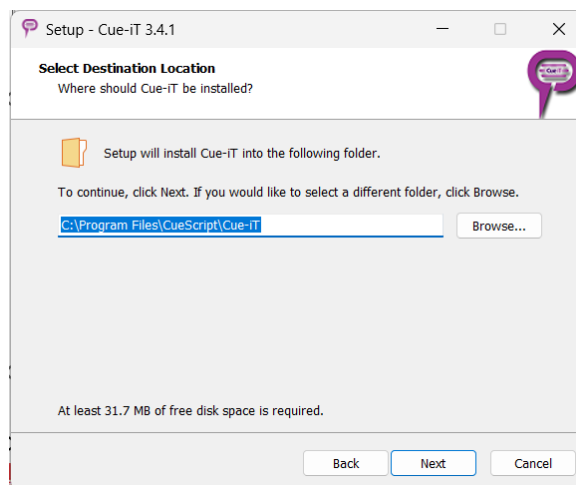 Setup - Cue-iT 3.4.1
Select Destination Location
Where should Cue-iT be installed?
Cue-iT
Setup will install Cue-iT into the following folder.
To continue, click Next. If you would like to select a different folder, click Browse.
C:\Program Files\CueScript\Cue-iT
Browse...
At least 31.7 MB of free disk space is required.
Back
Next
Cancel